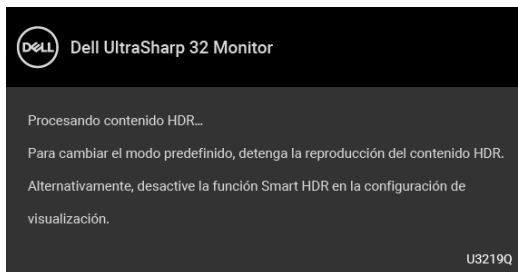 DELL Dell UltraSharp 32 Monitor
Procesando contenido HDR...
Para cambiar el modo predefinido, detenga la reproducción del contenido HDR.
Alternativamente, desactive la función Smart HDR en la configuración de
visualización.
U3219Q